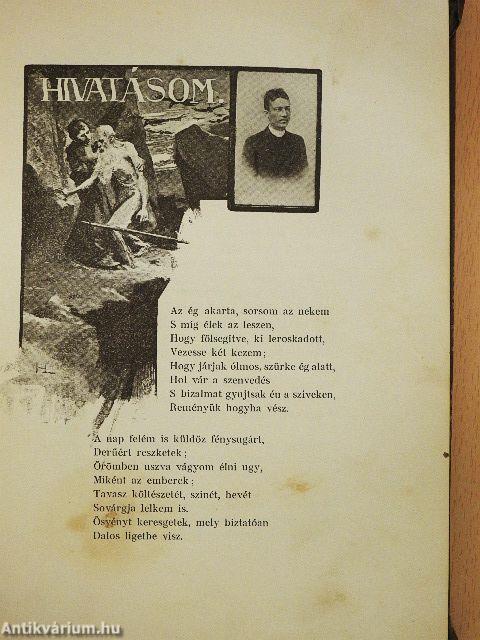 HIVATÁSOM.
Az ég akarta, sorsom az nekem
S míg élek az leszen,
Hogy fölsegítve, ki leroskadott,
Vezesse két kezem;
Hogy járjak ólmos, szürke ég alatt,
Hol vár a szenvedés
S bizalmat gyujtsak én a sziveken,
Reményük hogyha vész.
A nap felém is küldöz fénysugárt,
Derűért reszketek;
Örömben uszva vágyom élni ugy,
Miként az emberek;
Tavasz költészetét, szinét, hevét
Sovárgja lelkem is.
Ösvényt keresgetek, mely biztatóan
Dalos ligetbe visz.
Antikvárium.hu